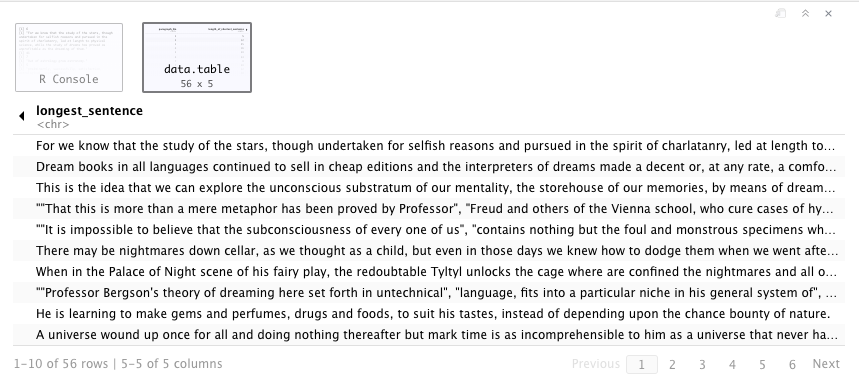 R Console
data.table
56 x 5
longest_sentence
<chr>
For we know that the study of the stars, though undertaken for selfish reasons and pursued in the spirit of charlatanry, led at length to...
Dream books in all languages continued to sell in cheap editions and the interpreters of dreams made a decent or, at any rate, a comfo...
This is the idea that we can explore the unconscious substratum of our mentality, the storehouse of our memories, by means of dream...
""That this is more than a mere metaphor has been proved by Professor", "Freud and others of the Vienna school, who cure cases of hy...
""It is impossible to believe that the subconsciousness of every one of us", "contains nothing but the foul and monstrous specimens wh...
There may be nightmares down cellar, as we thought as a child, but even in those days we knew how to dodge them when we went afte...
When in the Palace of Night scene of his fairy play, the redoubtable Tyltyl unlocks the cage where are confined the nightmares and all o...
""Professor Bergson's theory of dreaming here set forth in untechnical", "language, fits into a particular niche in his general system of", ...
He is learning to make gems and perfumes, drugs and foods, to suit his tastes, instead of depending upon the chance bounty of nature.
A universe wound up once for all and doing nothing thereafter but mark time is as incomprehensible to him as a universe that never ha...
1-10 of 56 rows | 5-5 of 5 columns
Previous 1 2 3 4 5 6 Next